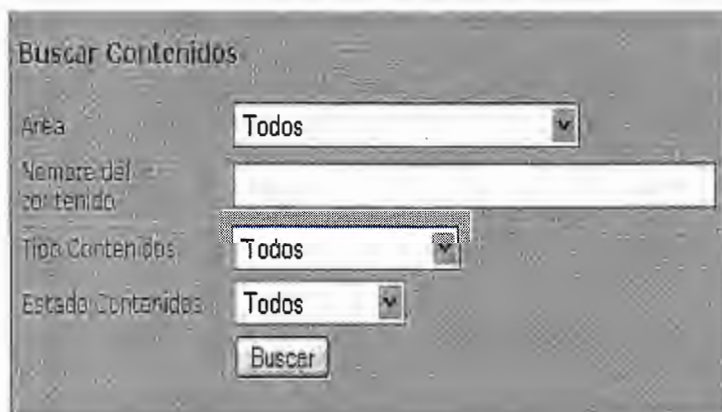 Buscar Contenidos
Area
Todos
Nombre del
contenido
Tipo Contenidos
Todos
Estado Contenidos
Todos
Buscar